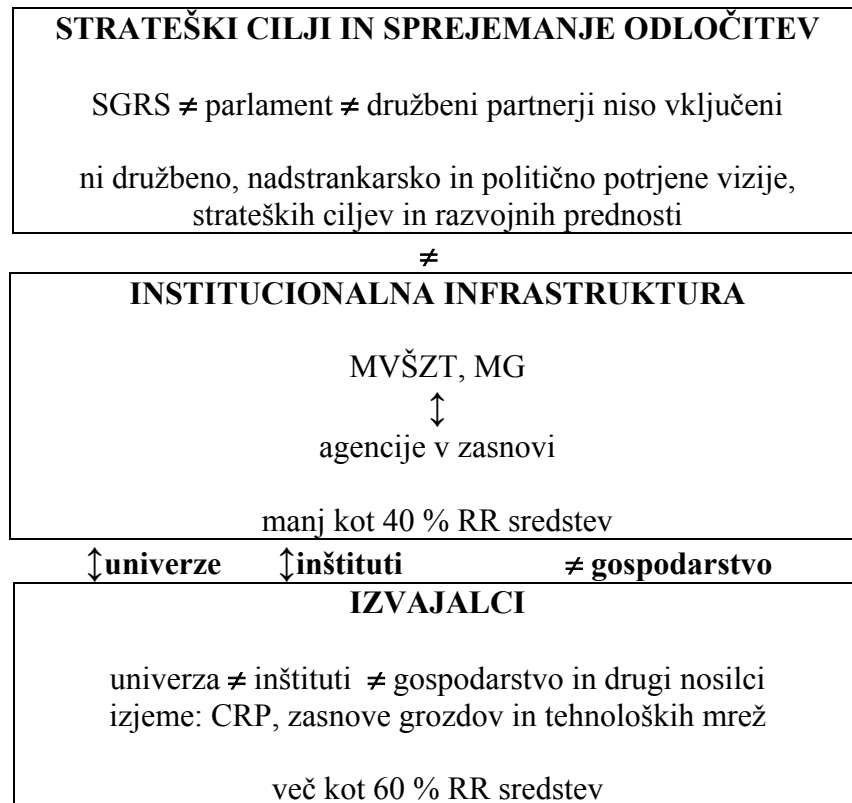 STRATEŠKI CILJI IN SPREJEMANJE ODLOČITEV
SGRS ≠ parlament ≠ družbeni partnerji niso vključeni
ni družbeno, nadstrankarsko in politično potrjene vizije,
strateških ciljev in razvojnih prednosti
≠
INSTITUCIONALNA INFRASTRUKTURA
MVŠZT, MG
↕
agencije v zasnovi
manj kot 40 % RR sredstev
↕univerze ↕inštituti ≠ gospodarstvo
IZVAJALCI
univerza ≠ inštituti ≠ gospodarstvo in drugi nosilci
izjeme: CRP, zasnove grozdov in tehnoloških mrež
več kot 60 % RR sredstev